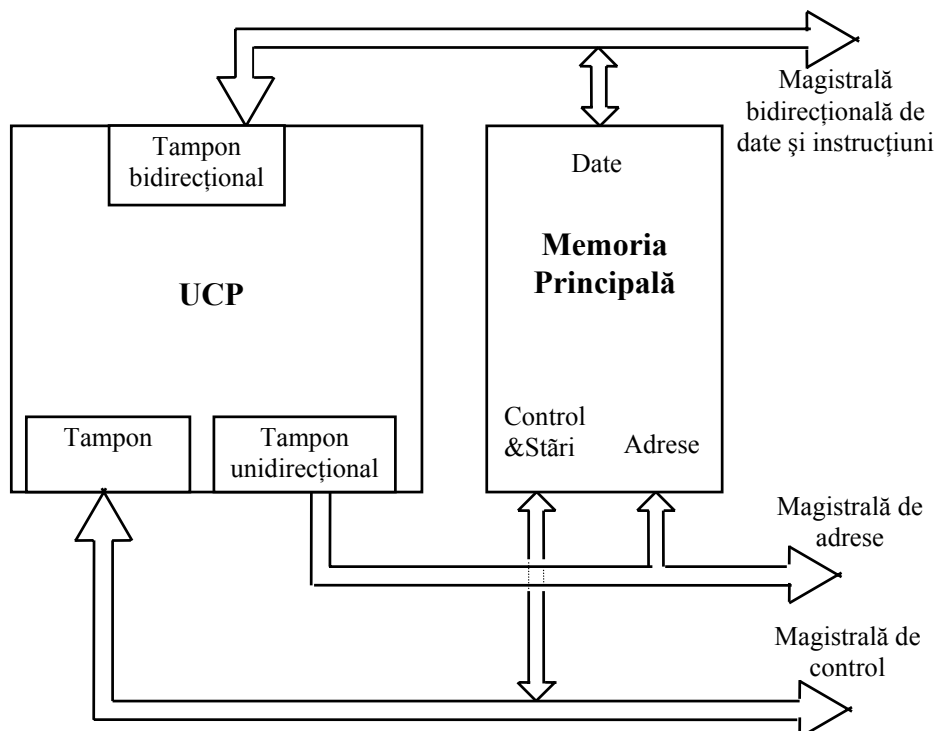 Magistrală
bidirecțională de
date şi instrucțiuni
Tampon
bidirecțional
Date
Memoria
Principală
UCP
Control
&Stãri
Adrese
Tampon
Tampon
unidirecțional
Magistrală de
adrese
Magistrală de
control